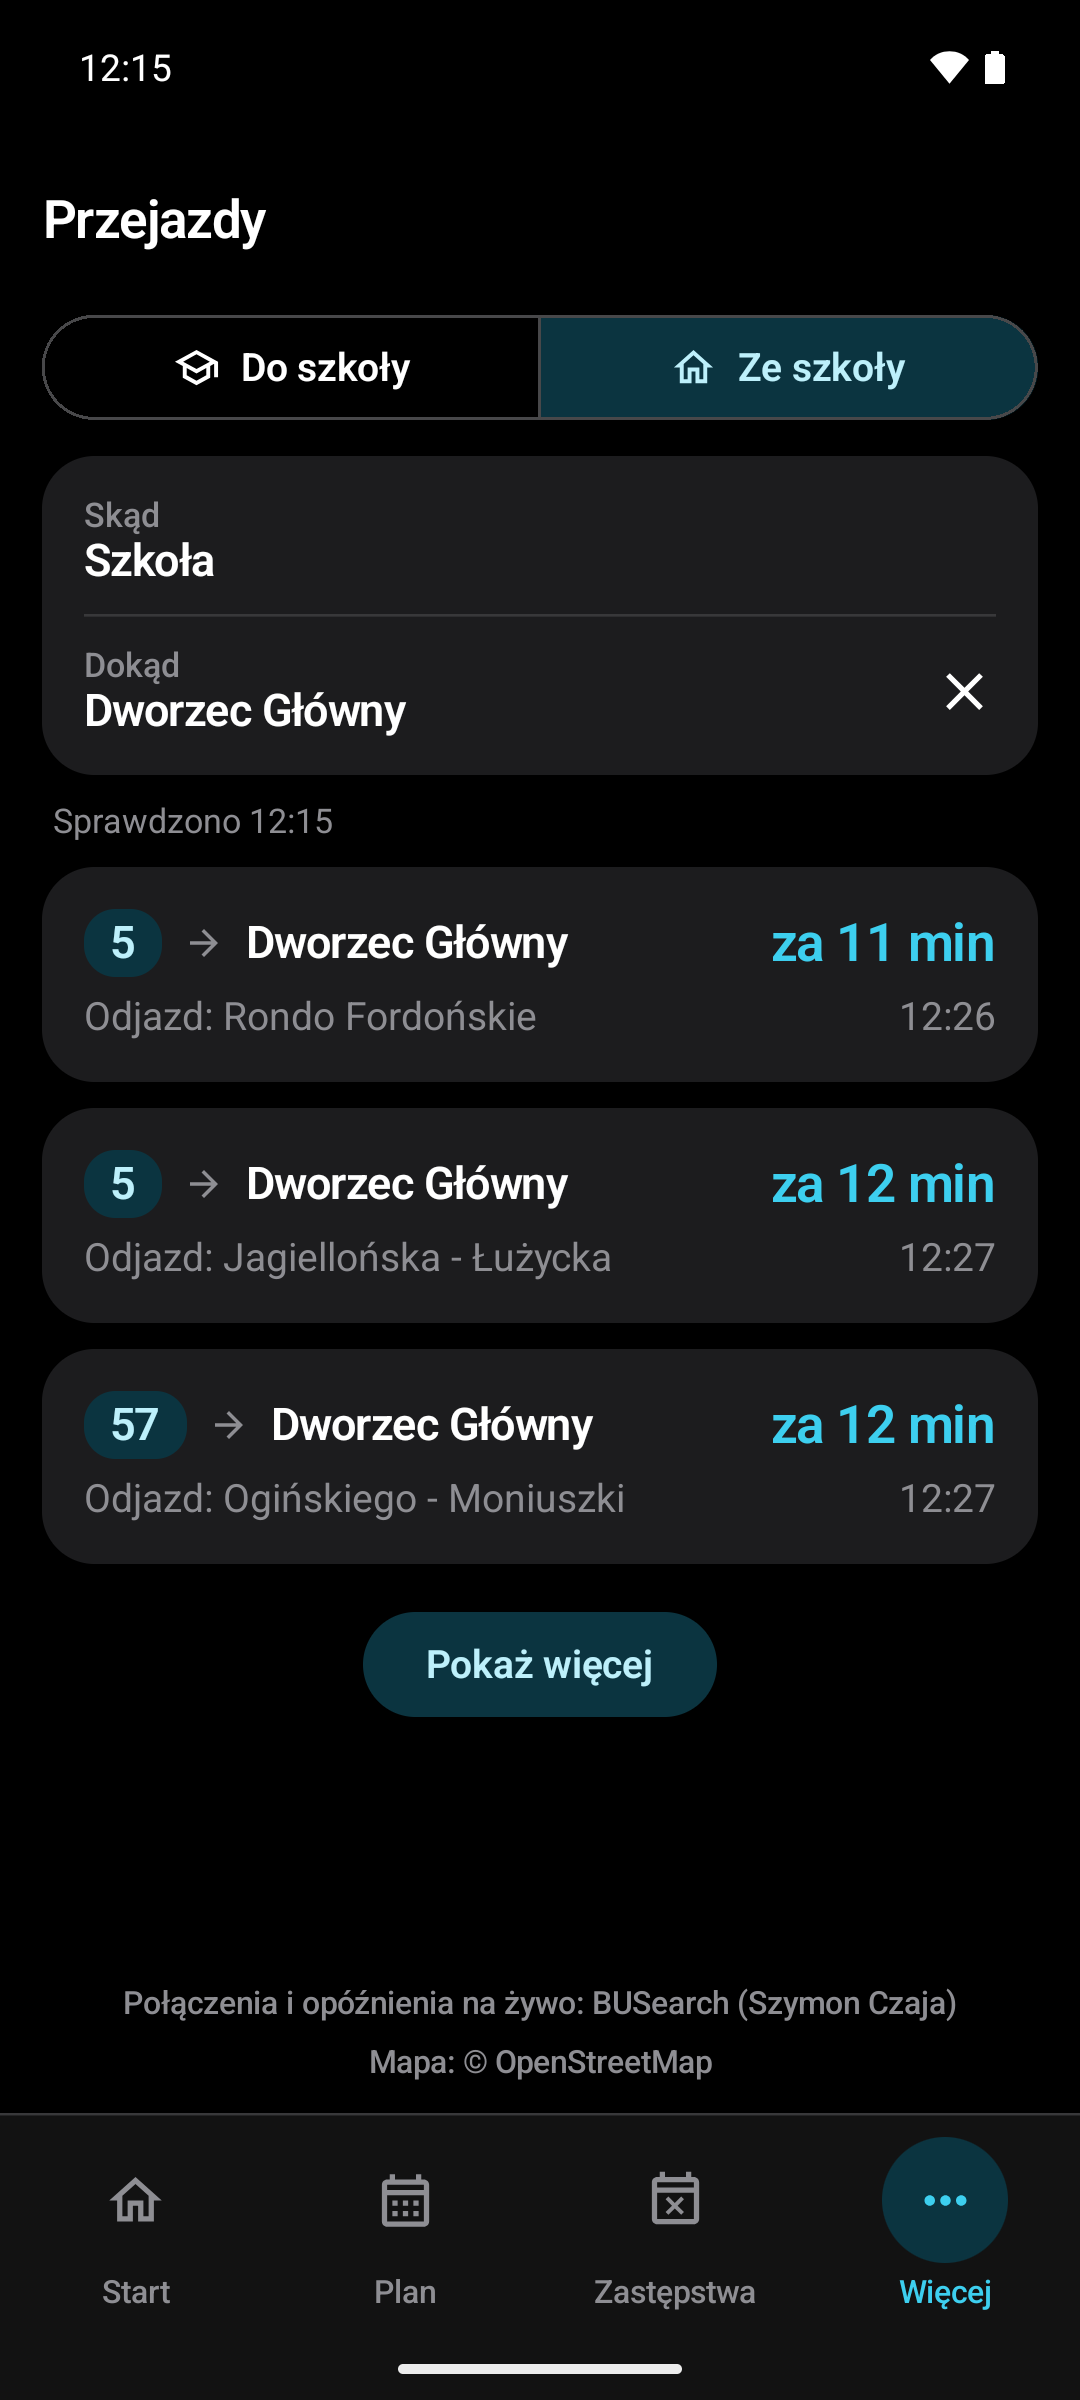 12:15
Przejazdy
Do szkoły
Ze szkoły
Skąd
Szkoła
Dokąd
Dworzec Główny
Sprawdzono 12:15
5 → Dworzec Główny za 11 min
Odjazd: Rondo Fordońskie 12:26
5 → Dworzec Główny za 12 min
Odjazd: Jagiellońska - Łużycka 12:27
57 → Dworzec Główny za 12 min
Odjazd: Ogińskiego - Moniuszki 12:27
Pokaż więcej
Połączenia i opóźnienia na żywo: BUSearch (Szymon Czaja)
Mapa: © OpenStreetMap
Start
Plan
Zastępstwa
Więcej